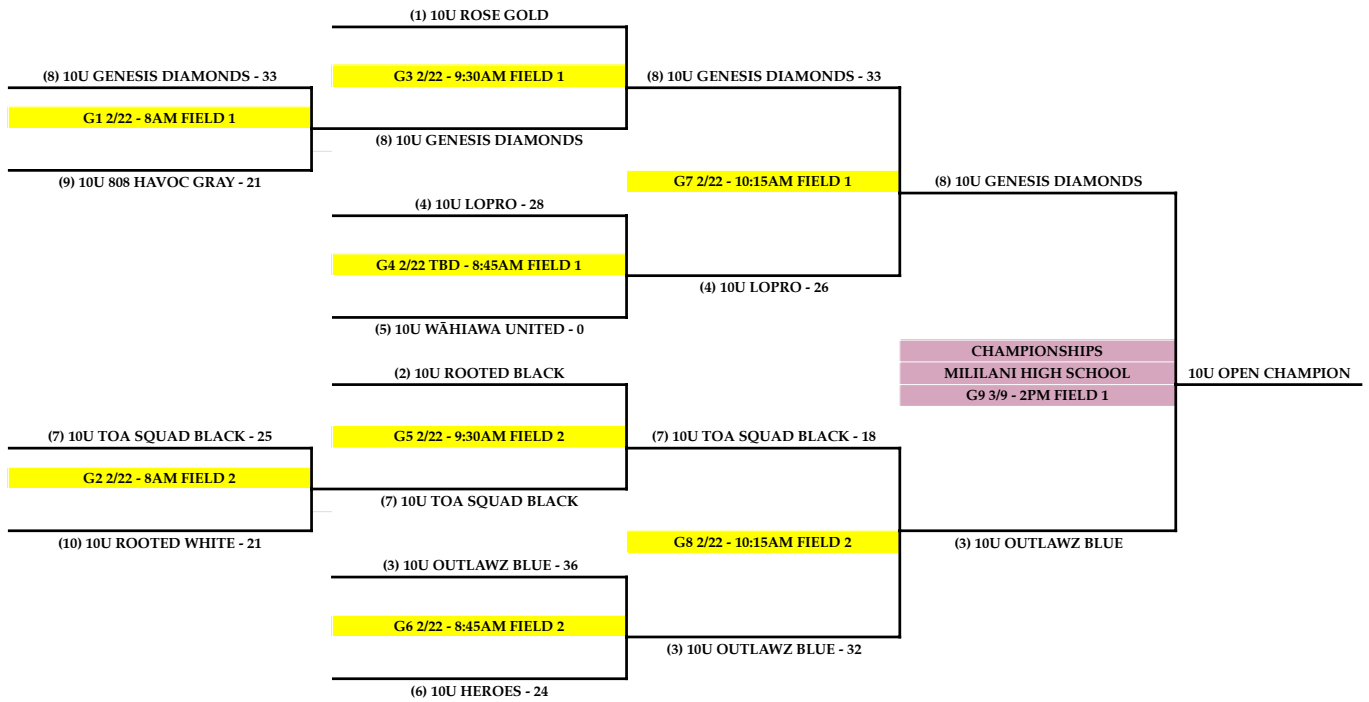 (1) 10U ROSE GOLD
(8) 10U GENESIS DIAMONDS - 33
G3 2/22 - 9:30AM FIELD 1
(8) 10U GENESIS DIAMONDS - 33
G1 2/22 - 8AM FIELD 1
(8) 10U GENESIS DIAMONDS
(9) 10U 808 HAVOC GRAY - 21
G7 2/22 - 10:15AM FIELD 1
(8) 10U GENESIS DIAMONDS
(4) 10U LOPRO - 28
G4 2/22 TBD - 8:45AM FIELD 1
(4) 10U LOPRO - 26
(5) 10U WĀHIAWA UNITED - 0
CHAMPIONSHIPS
(2) 10U ROOTED BLACK
MILILANI HIGH SCHOOL
10U OPEN CHAMPION
G9 3/9 - 2PM FIELD 1
(7) 10U TOA SQUAD BLACK - 25
G5 2/22 - 9:30AM FIELD 2
(7) 10U TOA SQUAD BLACK - 18
G2 2/22 - 8AM FIELD 2
(7) 10U TOA SQUAD BLACK
(10) 10U ROOTED WHITE - 21
G8 2/22 - 10:15AM FIELD 2
(3) 10U OUTLAWZ BLUE
(3) 10U OUTLAWZ BLUE - 36
G6 2/22 - 8:45AM FIELD 2
(3) 10U OUTLAWZ BLUE - 32
(6) 10U HEROES - 24